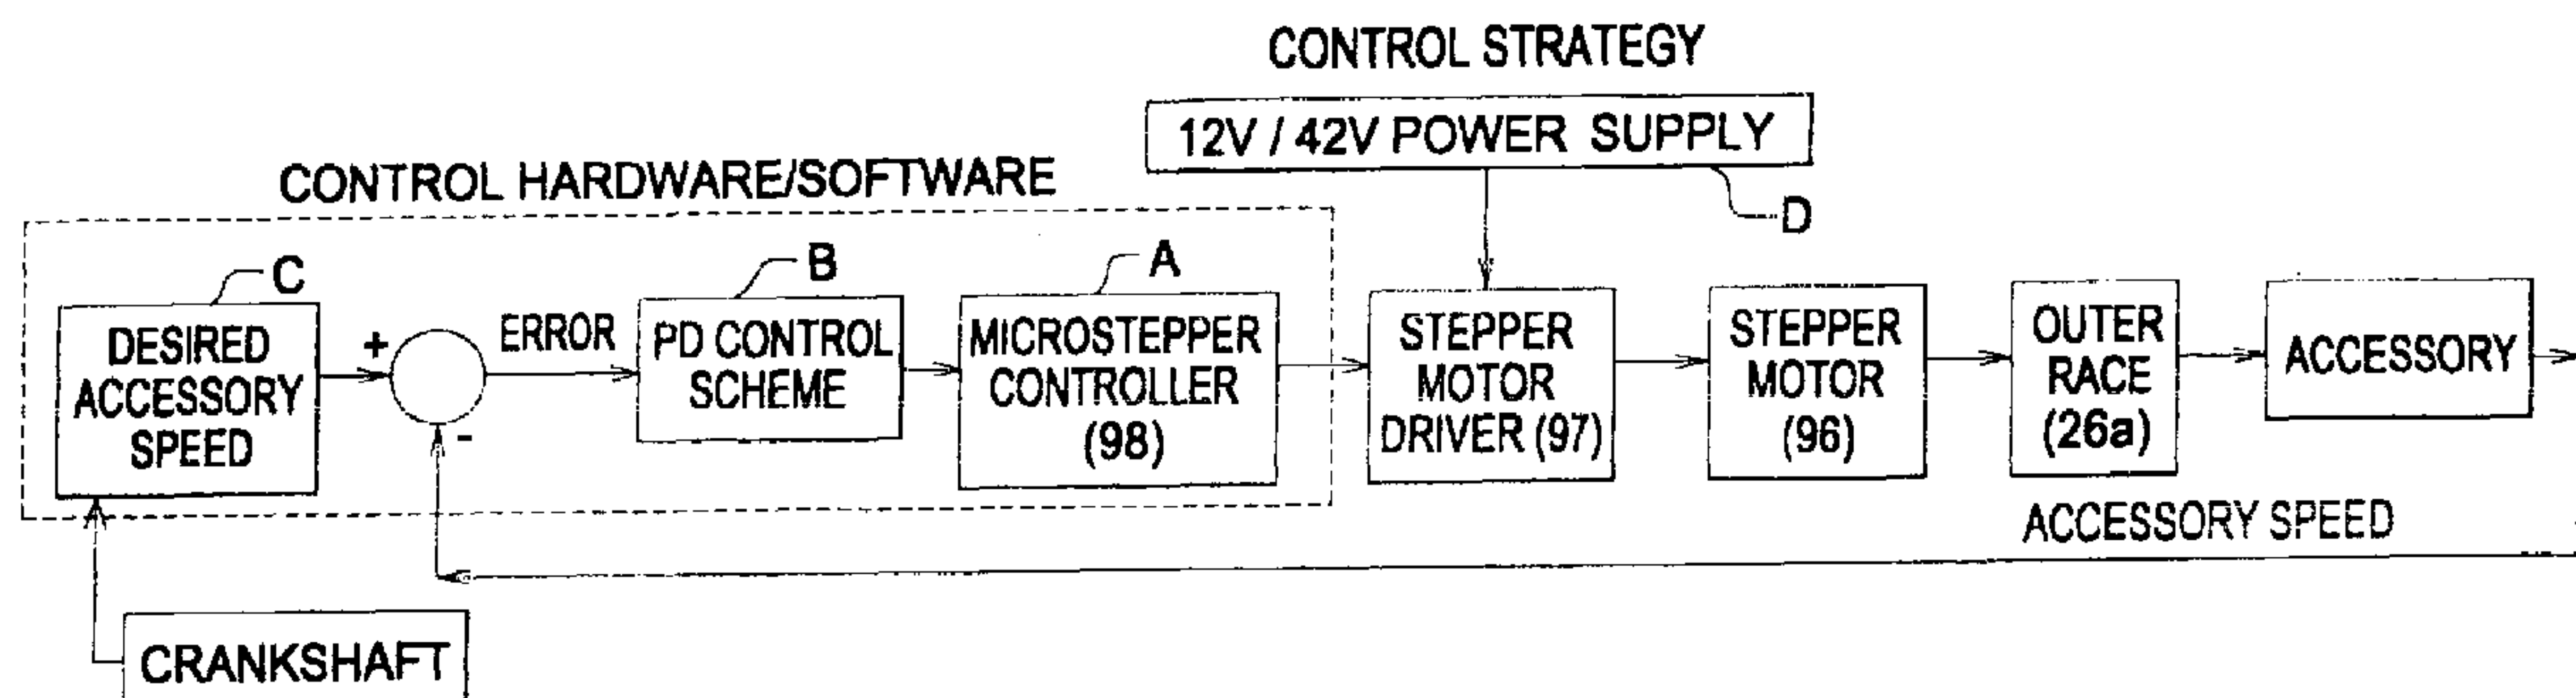 CONTROL STRATEGY
12V / 42V POWER SUPPLY
D
CONTROL HARDWARE/SOFTWARE
C
B
A
DESIRED
ACCESSORY
SPEED
+
-
ERROR
PD CONTROL
SCHEME
MICROSTEPPER
CONTROLLER
(98)
STEPPER
MOTOR
DRIVER (97)
STEPPER
MOTOR
(96)
OUTER
RACE
(26a)
ACCESSORY
ACCESSORY SPEED
CRANKSHAFT